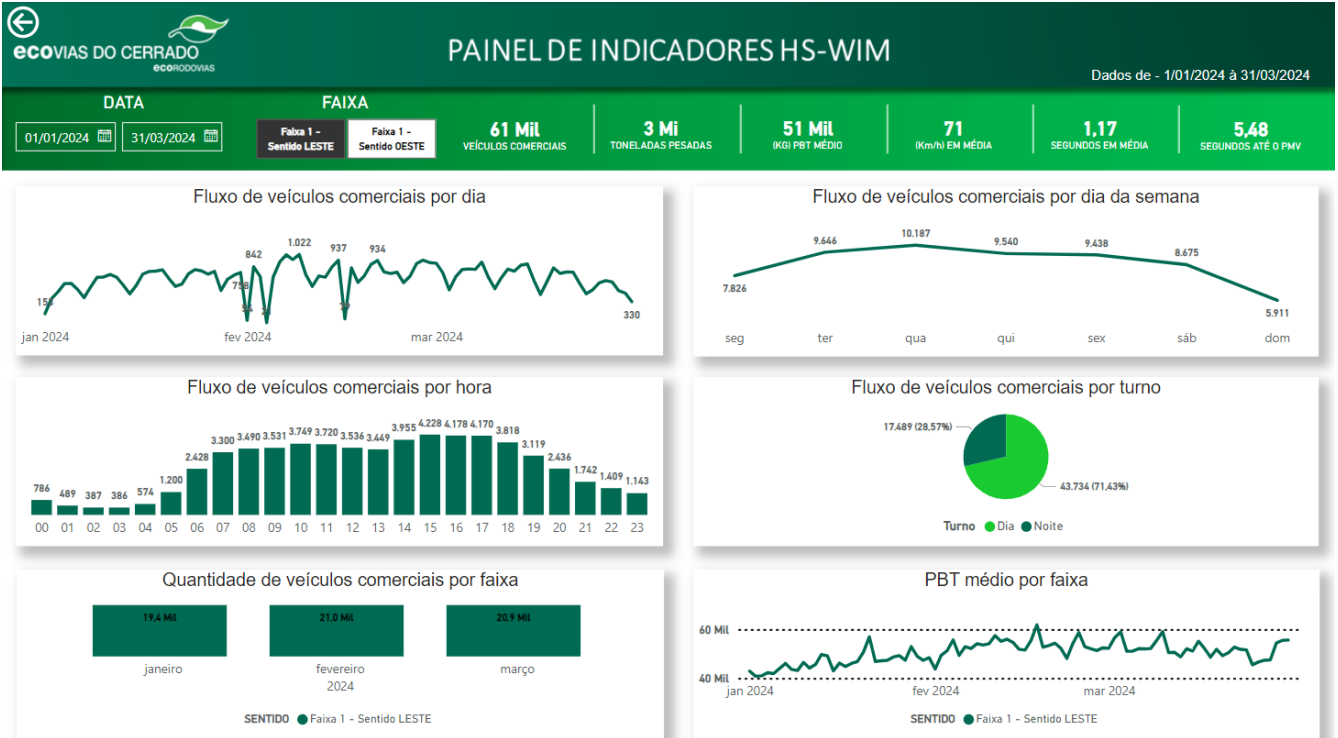 ecoVIAS DO CERRADO
ecoRODOVIAS
PAINEL DE INDICADORES HS-WIM
Dados de - 1/01/2024 à 31/03/2024
DATA
01/01/2024
31/03/2024
FAIXA
Faixa 1 -
Sentido LESTE
Faixa 1 -
Sentido OESTE
61 Mil
VEÍCULOS COMERCIAIS
3 Mi
TONELADAS PESADAS
51 Mil
(KG) PBT MÉDIO
71
(Km/h) EM MÉDIA
1,17
SEGUNDOS EM MÉDIA
5,48
SEGUNDOS ATÉ O PMV
Fluxo de veículos comerciais por dia
842
1.022
937
934
758
330
jan 2024
fev 2024
mar 2024
Fluxo de veículos comerciais por dia da semana
7.826
9.646
10.187
9.540
9.438
8.675
5.911
seg
ter
qua
qui
sex
sáb
dom
Fluxo de veículos comerciais por hora
786
489
387
386
574
1.200
2.428
3.300
3.490
3.531
3.749
3.720
3.536
3.449
3.955
4.228
4.178
4.170
3.818
3.119
2.436
1.742
1.409
1.143
00 01 02 03 04 05 06 07 08 09 10 11 12 13 14 15 16 17 18 19 20 21 22 23
Fluxo de veículos comerciais por turno
17.489 (28,57%)
43.734 (71,43%)
Turno Dia Noite
Quantidade de veículos comerciais por faixa
19,4 Mil
21,0 Mil
20,9 Mil
janeiro
fevereiro
março
2024
SENTIDO Faixa 1 - Sentido LESTE
PBT médio por faixa
60 Mil
40 Mil
jan 2024
fev 2024
mar 2024
SENTIDO Faixa 1 - Sentido LESTE